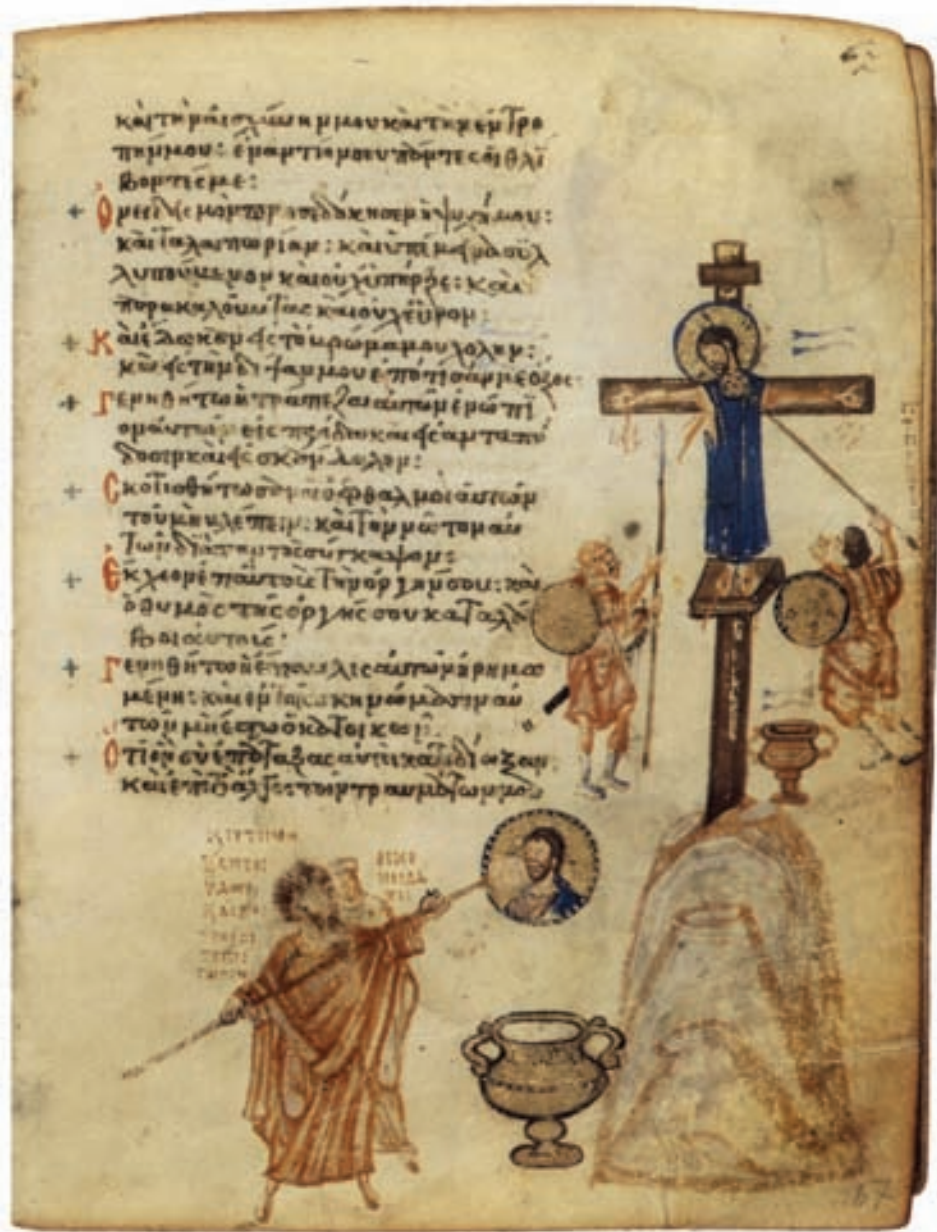 καὶ τὴν αἰσχύνην μου καὶ τὴν ἐντρο
πήν μου: ἐναντίον σου πάντες οἱ θλί
βοντές με:
Ὀνειδισμὸν προσεδόκησεν ἡ ψυχή μου:
καὶ ταλαιπωρίαν: καὶ ὑπέμεινα συλ
λυπούμενον καὶ οὐχ ὑπῆρξε: καὶ
παρακαλοῦντας καὶ οὐχ εὗρον:
Καὶ ἔδωκαν εἰς τὸ βρῶμά μου χολήν:
καὶ εἰς τὴν δίψαν μου ἐπότισάν με ὄξος:
Γενηθήτω ἡ τράπεζα αὐτῶν ἐνώπι
ον αὐτῶν εἰς παγίδα καὶ εἰς ἀνταπό
δοσιν καὶ εἰς σκάνδαλον:
Σκοτισθήτωσαν οἱ ὀφθαλμοὶ αὐτῶν
τοῦ μὴ βλέπειν: καὶ τὸν νῶτον αὐ
τῶν διὰ παντὸς σύγκαμψον:
Ἔκχεον ἐπ αὐτοὺς τὴν ὀργήν σου: καὶ
ὁ θυμὸς τῆς ὀργῆς σου καταλά
βοι αὐτούς:
Γενηθήτω ἡ ἔπαυλις αὐτῶν ἠρημω
μένη: καὶ ἐν τοῖς σκηνώμασιν αὐ
τῶν μὴ ἔστω ὁ κατοικῶν:
Ὅτι ὃν σὺ ἐπάταξας αὐτοὶ κατεδίωξαν:
καὶ ἐπὶ τὸ ἄλγος τῶν τραυμάτων μου
67